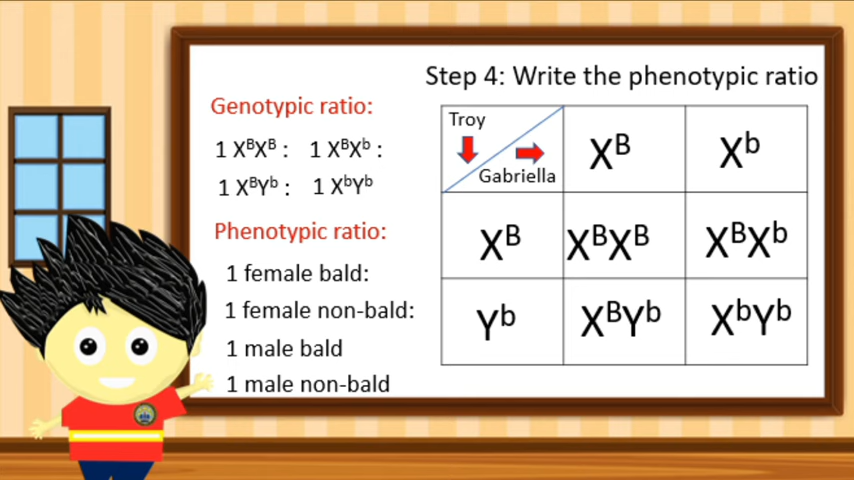 Step 4: Write the phenotypic ratio
Genotypic ratio:
1 XᴮXᴮ : 1 XᴮXᵇ :
1 XᴮYᵇ : 1 XᵇYᵇ
Phenotypic ratio:
1 female bald:
1 female non-bald:
1 male bald
1 male non-bald
Troy
Gabriella
Xᴮ Xᵇ
Xᴮ XᴮXᴮ XᴮXᵇ
Yᵇ XᴮYᵇ XᵇYᵇ